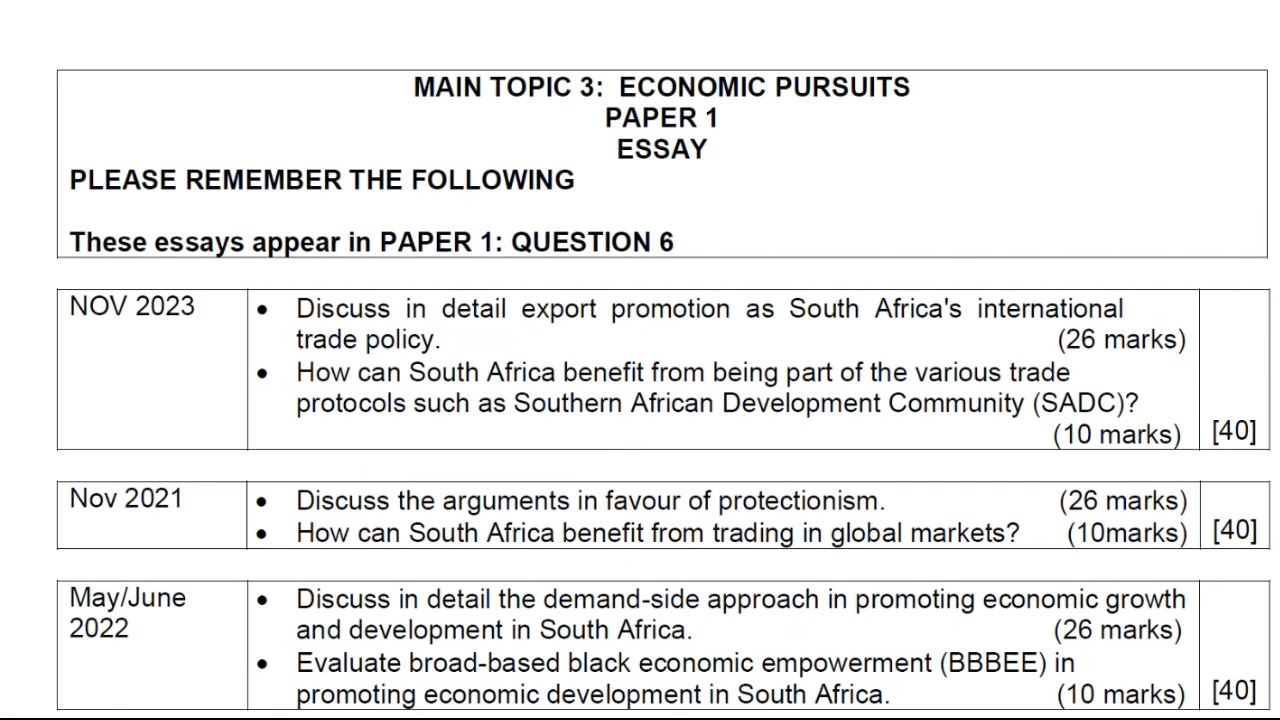 MAIN TOPIC 3: ECONOMIC PURSUITS
PAPER 1
ESSAY
PLEASE REMEMBER THE FOLLOWING
These essays appear in PAPER 1: QUESTION 6
NOV 2023
• Discuss in detail export promotion as South Africa's international
trade policy. (26 marks)
• How can South Africa benefit from being part of the various trade
protocols such as Southern African Development Community (SADC)?
(10 marks) [40]
Nov 2021
• Discuss the arguments in favour of protectionism. (26 marks)
• How can South Africa benefit from trading in global markets? (10marks) [40]
May/June
2022
• Discuss in detail the demand-side approach in promoting economic growth
and development in South Africa. (26 marks)
• Evaluate broad-based black economic empowerment (BBBEE) in
promoting economic development in South Africa. (10 marks) [40]